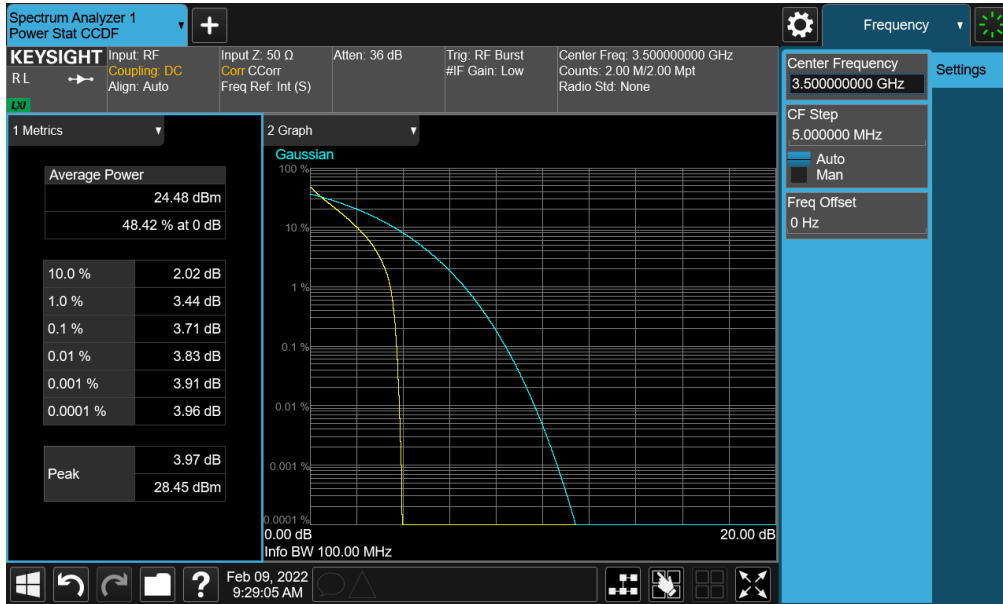 Spectrum Analyzer 1
Power Stat CCDF
Frequency
KEYSIGHT
R L
LXI
Input: RF
Coupling: DC
Align: Auto
Input Z: 50 Ω
Corr CCorr
Freq Ref: Int (S)
Atten: 36 dB
Trig: RF Burst
#IF Gain: Low
Center Freq: 3.500000000 GHz
Counts: 2.00 M/2.00 Mpt
Radio Std: None
Center Frequency
3.500000000 GHz
Settings
CF Step
5.000000 MHz
Auto
Man
Freq Offset
0 Hz
1 Metrics
Average Power
24.48 dBm
48.42 % at 0 dB
10.0 % 2.02 dB
1.0 % 3.44 dB
0.1 % 3.71 dB
0.01 % 3.83 dB
0.001 % 3.91 dB
0.0001 % 3.96 dB
Peak
3.97 dB
28.45 dBm
2 Graph
Gaussian
100 %
10 %
1 %
0.1 %
0.01 %
0.001 %
0.0001 %
0.00 dB 20.00 dB
Info BW 100.00 MHz
?
Feb 09, 2022
9:29:05 AM